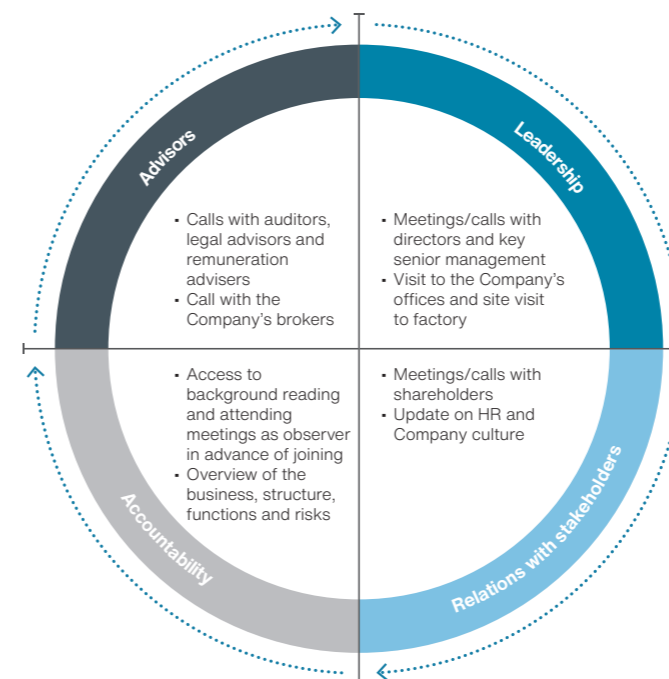 Advisors
▪ Calls with auditors,
legal advisors and
remuneration
advisers
▪ Call with the
Company’s brokers
Leadership
▪ Meetings/calls with
directors and key
senior management
▪ Visit to the Company’s
offices and site visit
to factory
Accountability
▪ Access to
background reading
and attending
meetings as observer
in advance of joining
▪ Overview of the
business, structure,
functions and risks
▪ Meetings/calls with
shareholders
▪ Update on HR and
Company culture
Relations with stakeholders